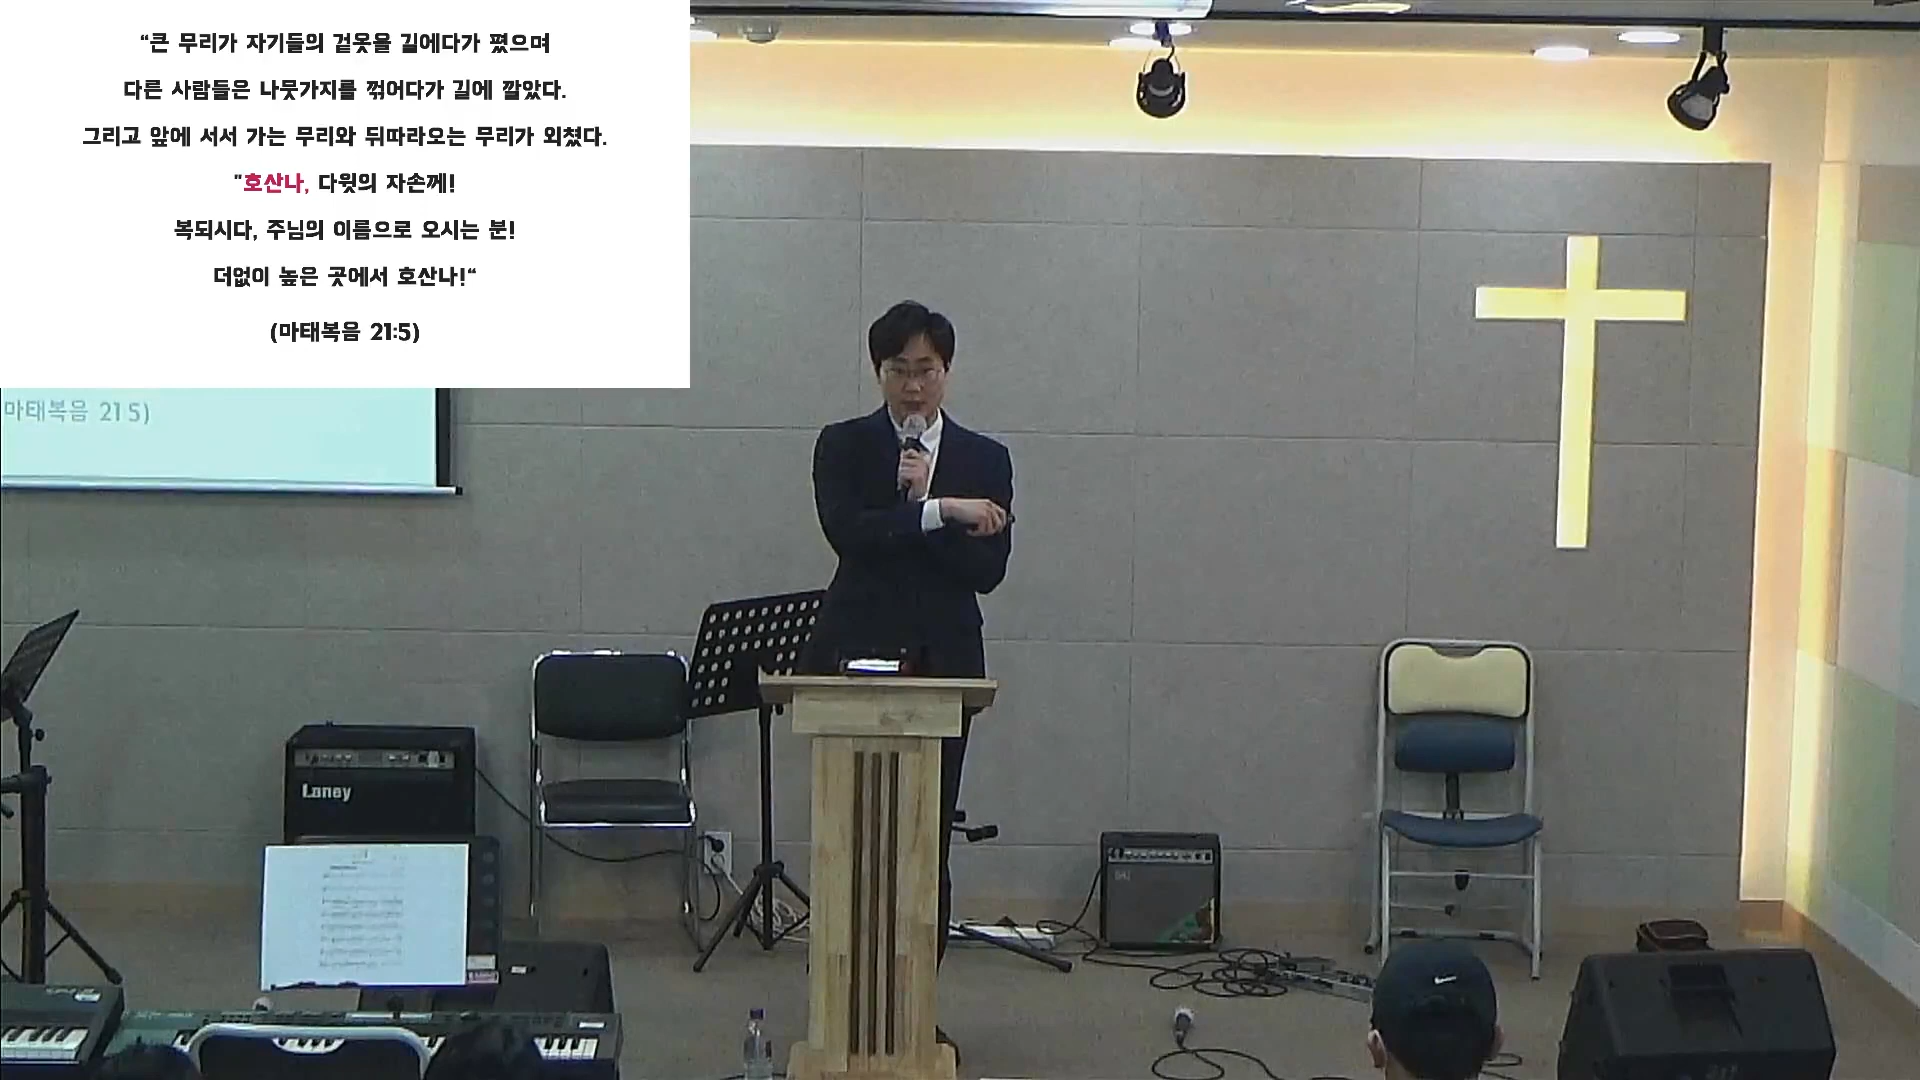 “큰 무리가 자기들의 겉옷을 길에다가 폈으며
다른 사람들은 나뭇가지를 꺾어다가 길에 깔았다.
그리고 앞에 서서 가는 무리와 뒤따라오는 무리가 외쳤다.
"호산나, 다윗의 자손께!
복되시다, 주님의 이름으로 오시는 분!
더없이 높은 곳에서 호산나!“
(마태복음 21:5)
마태복음 21 5)
Laney